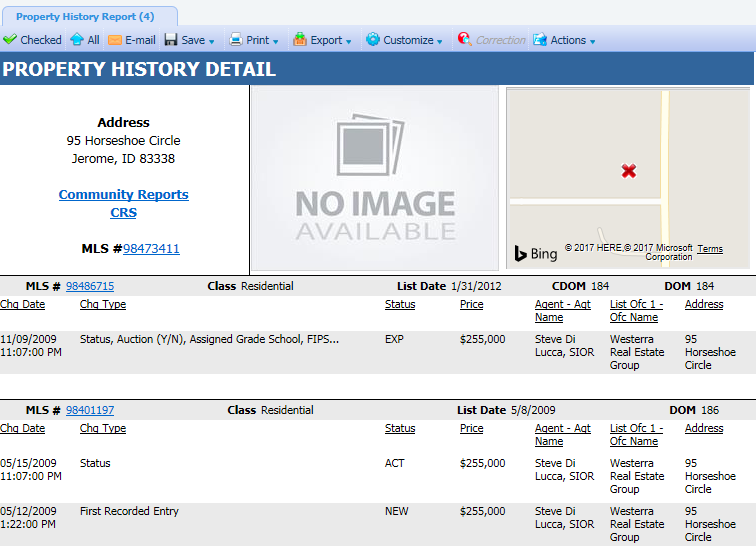 Property History Report (4)
Checked All E-mail Save Print Export Customize Correction Actions
PROPERTY HISTORY DETAIL
Address
95 Horseshoe Circle
Jerome, ID 83338
Community Reports
CRS
MLS #98473411
NO IMAGE
AVAILABLE
Bing
© 2017 HERE,© 2017 Microsoft Corporation Terms
MLS # 98486715 Class Residential List Date 1/31/2012 CDOM 184 DOM 184
Chg Date Chg Type Status Price Agent - Agt Name List Ofc 1 - Ofc Name Address
11/09/2009 11:07:00 PM Status, Auction (Y/N), Assigned Grade School, FIPS... EXP $255,000 Steve Di Lucca, SIOR Westerra Real Estate Group 95 Horseshoe Circle
MLS # 98401197 Class Residential List Date 5/8/2009 DOM 186
Chg Date Chg Type Status Price Agent - Agt Name List Ofc 1 - Ofc Name Address
05/15/2009 11:07:00 PM Status ACT $255,000 Steve Di Lucca, SIOR Westerra Real Estate Group 95 Horseshoe Circle
05/12/2009 1:22:00 PM First Recorded Entry NEW $255,000 Steve Di Lucca, SIOR Westerra Real Estate Group 95 Horseshoe Circle